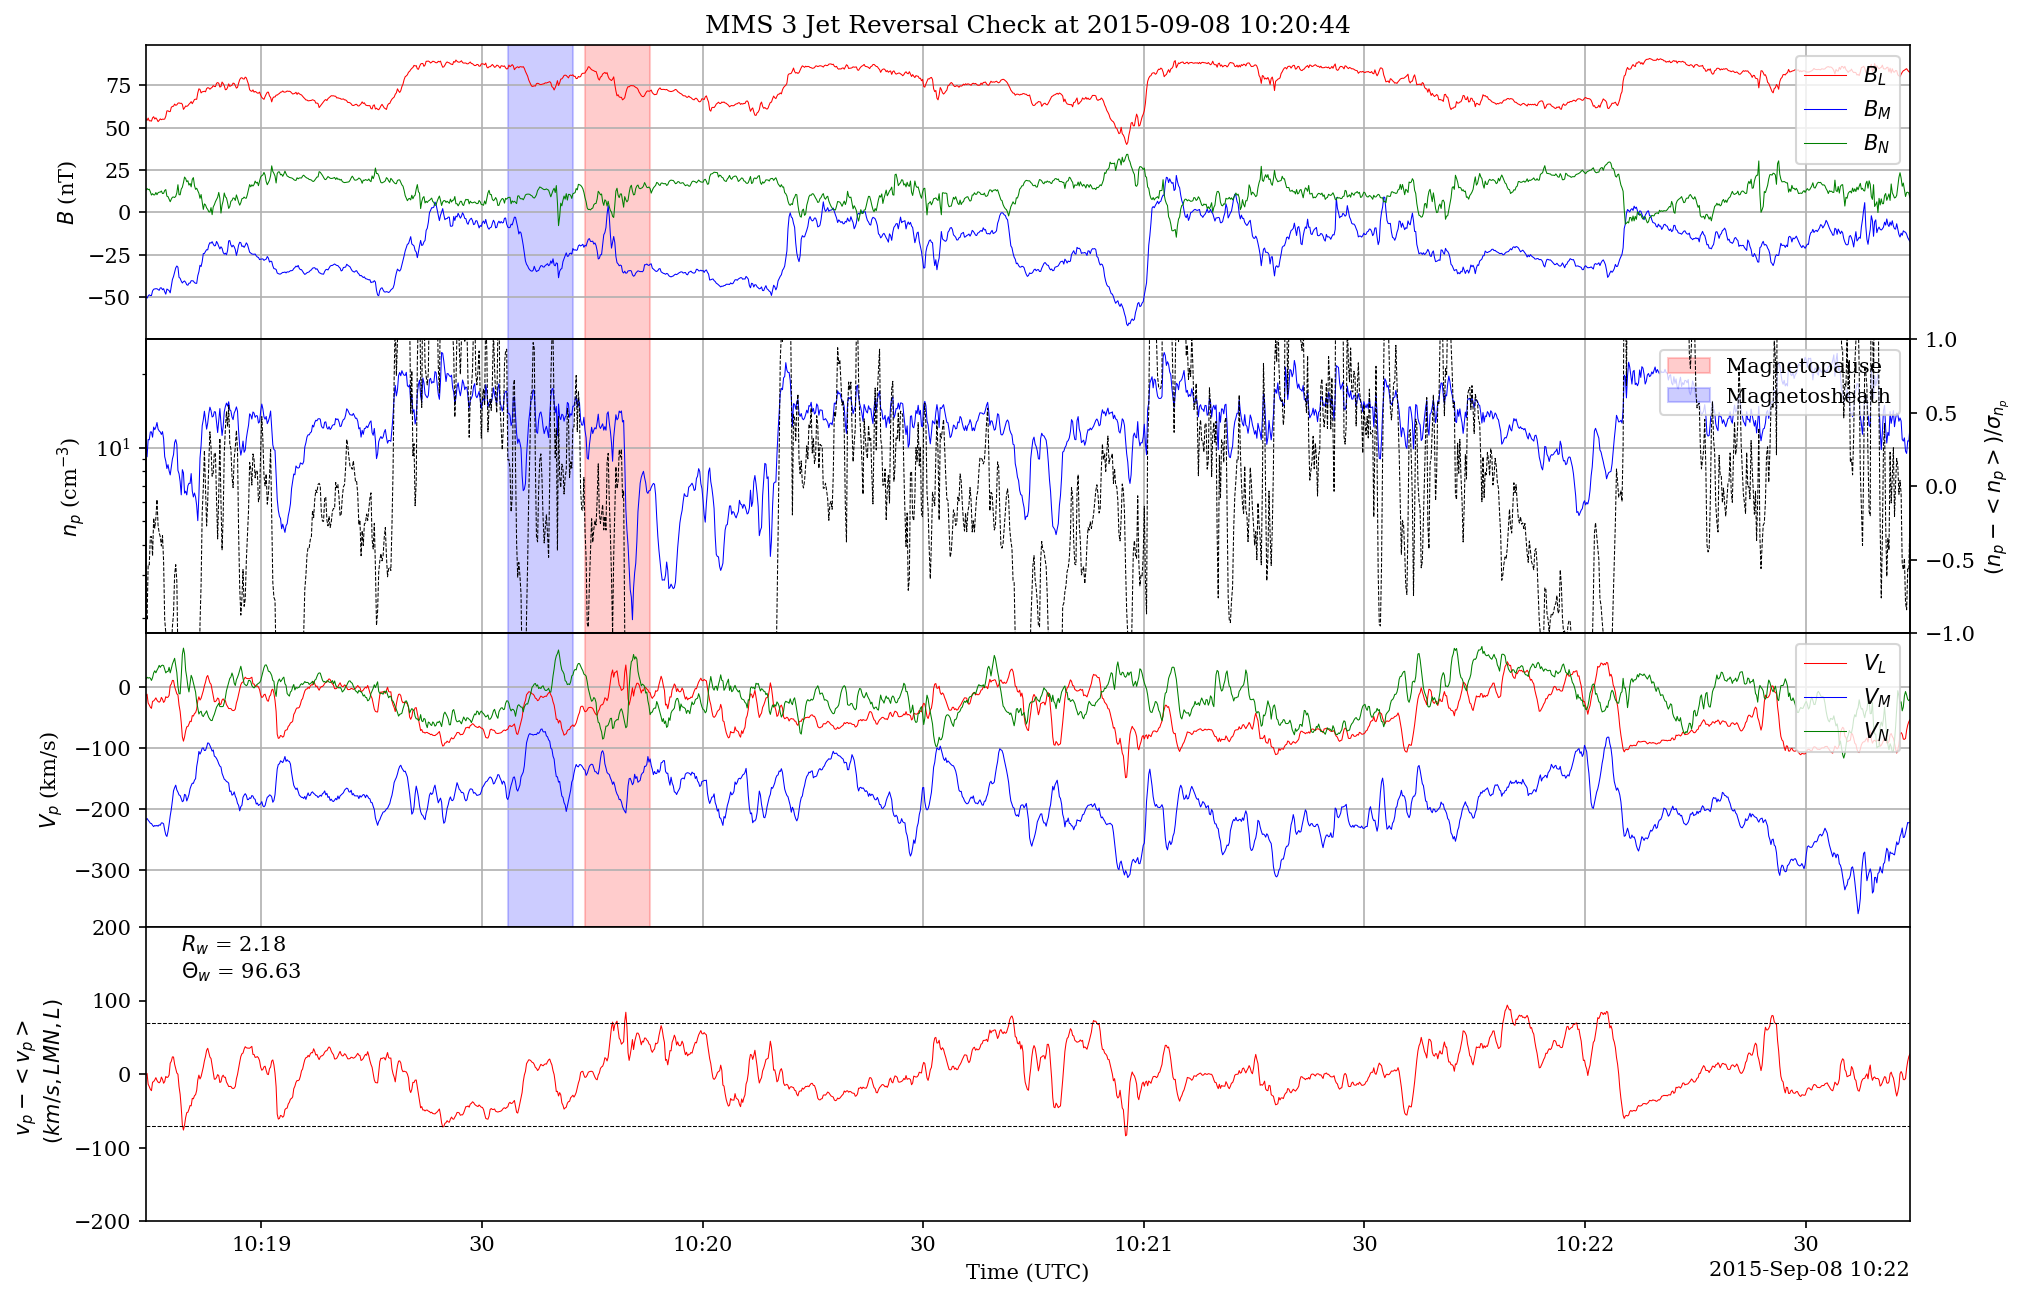 MMS 3 Jet Reversal Check at 2015-09-08 10:20:44
75
50
25
0
−25
−50
B (nT)
B_L
B_M
B_N
10^1
n_p (cm^−3)
1.0
0.5
0.0
−0.5
−1.0
(n_p − < n_p >)/σ_{n_p}
Magnetopause
Magnetosheath
0
−100
−200
−300
V_p (km/s)
V_L
V_M
V_N
200
100
0
−100
−200
v_p − < v_p >
(km/s, LMN, L)
R_w = 2.18
Θ_w = 96.63
10:19 30 10:20 30 10:21 30 10:22 30
Time (UTC)
2015-Sep-08 10:22